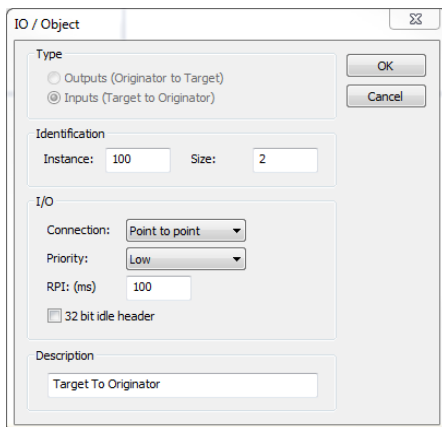 IO / Object
Type
Outputs (Originator to Target)
Inputs (Target to Originator)
OK
Cancel
Identification
Instance: 100 Size: 2
I/O
Connection: Point to point
Priority: Low
RPI: (ms) 100
32 bit idle header
Description
Target To Originator